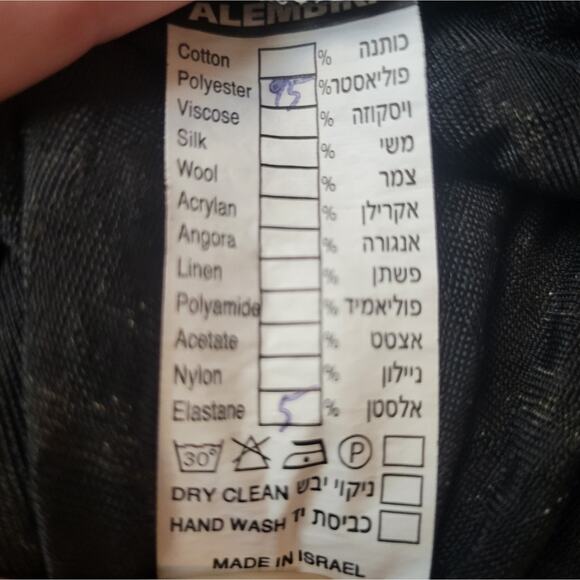 Cotton % כותנה
Polyester 95 % פוליאסטר
Viscose % ויסקוזה
Silk % משי
Wool % צמר
Acrylan % אקרילן
Angora % אנגורה
Linen % פשתן
Polyamide % פוליאמיד
Acetate % אצטט
Nylon % ניילון
Elastane 5 % אלסטן
30° P
DRY CLEAN ניקוי יבש
HAND WASH כביסת יד
MADE IN ISRAEL